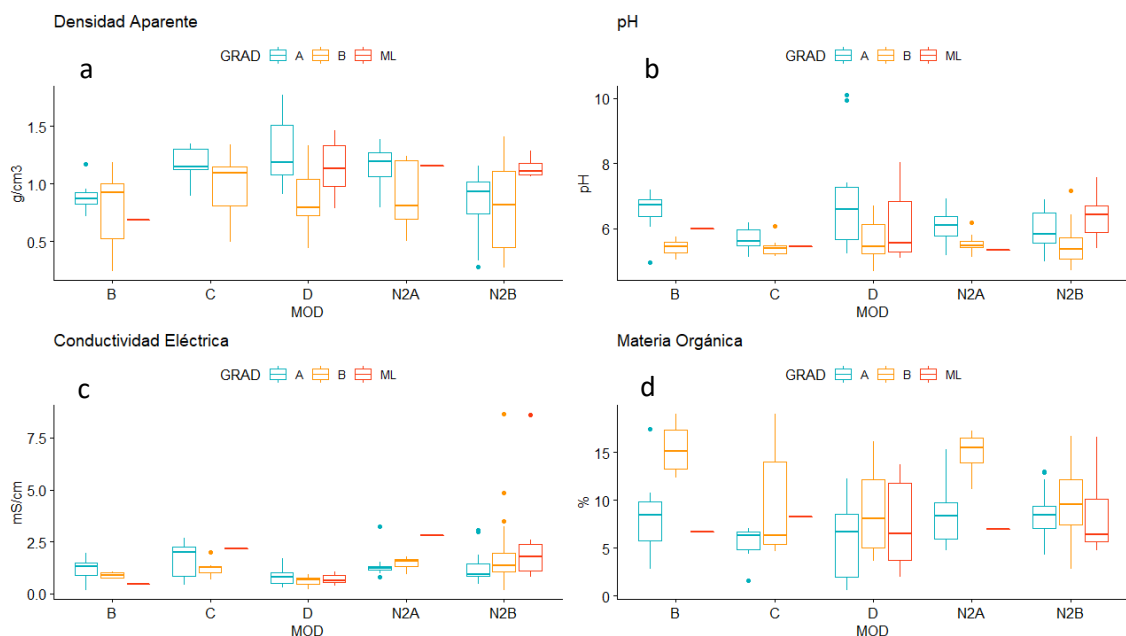 Densidad Aparente
GRAD A B ML
a
g/cm3
1.5
1.0
0.5
B C D N2A N2B
MOD
pH
GRAD A B ML
b
pH
10
8
6
B C D N2A N2B
MOD
Conductividad Eléctrica
GRAD A B ML
c
mS/cm
7.5
5.0
2.5
0.0
B C D N2A N2B
MOD
Materia Orgánica
GRAD A B ML
d
%
15
10
5
0
B C D N2A N2B
MOD